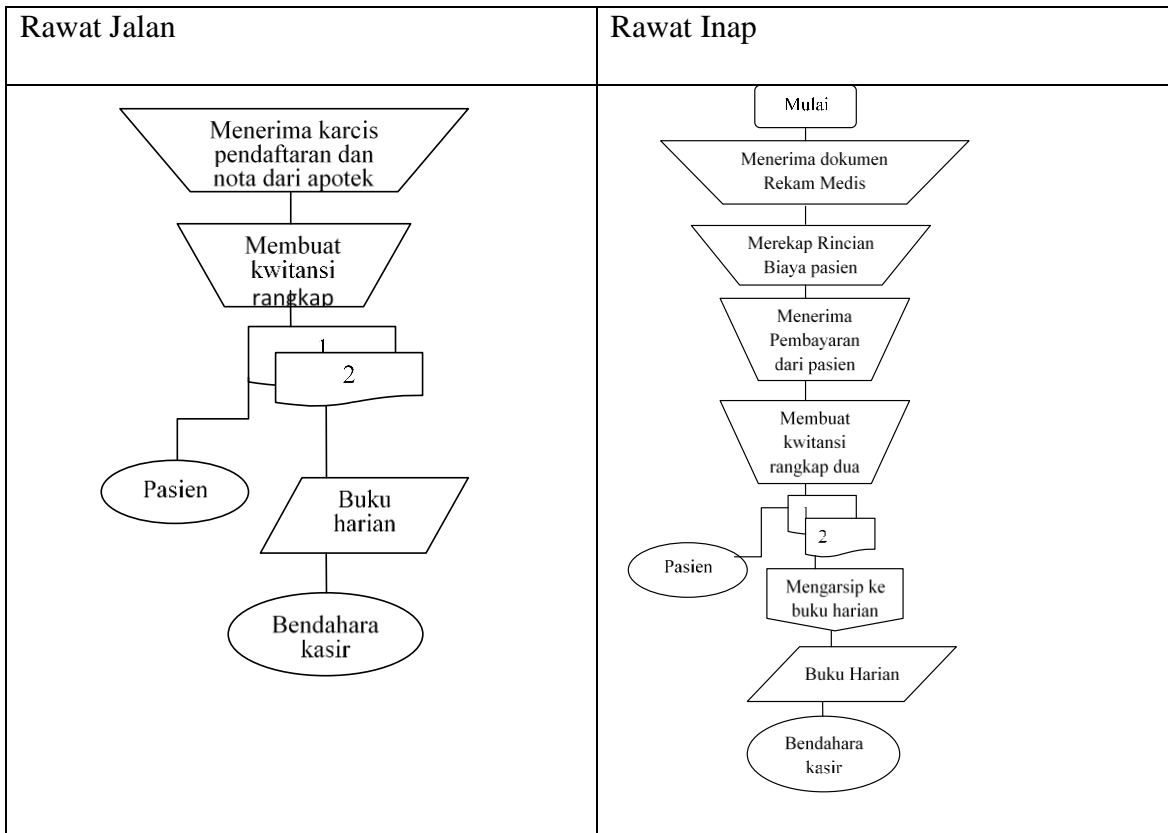 Rawat Jalan
Rawat Inap
Menerima karcis
pendaftaran dan
nota dari apotek
Membuat
kwitansi
rangkap
1
2
Pasien
Buku
harian
Bendahara
kasir
Mulai
Menerima dokumen
Rekam Medis
Merekap Rincian
Biaya pasien
Menerima
Pembayaran
dari pasien
Membuat
kwitansi
rangkap dua
2
Pasien
Mengarsip ke
buku harian
Buku Harian
Bendahara
kasir